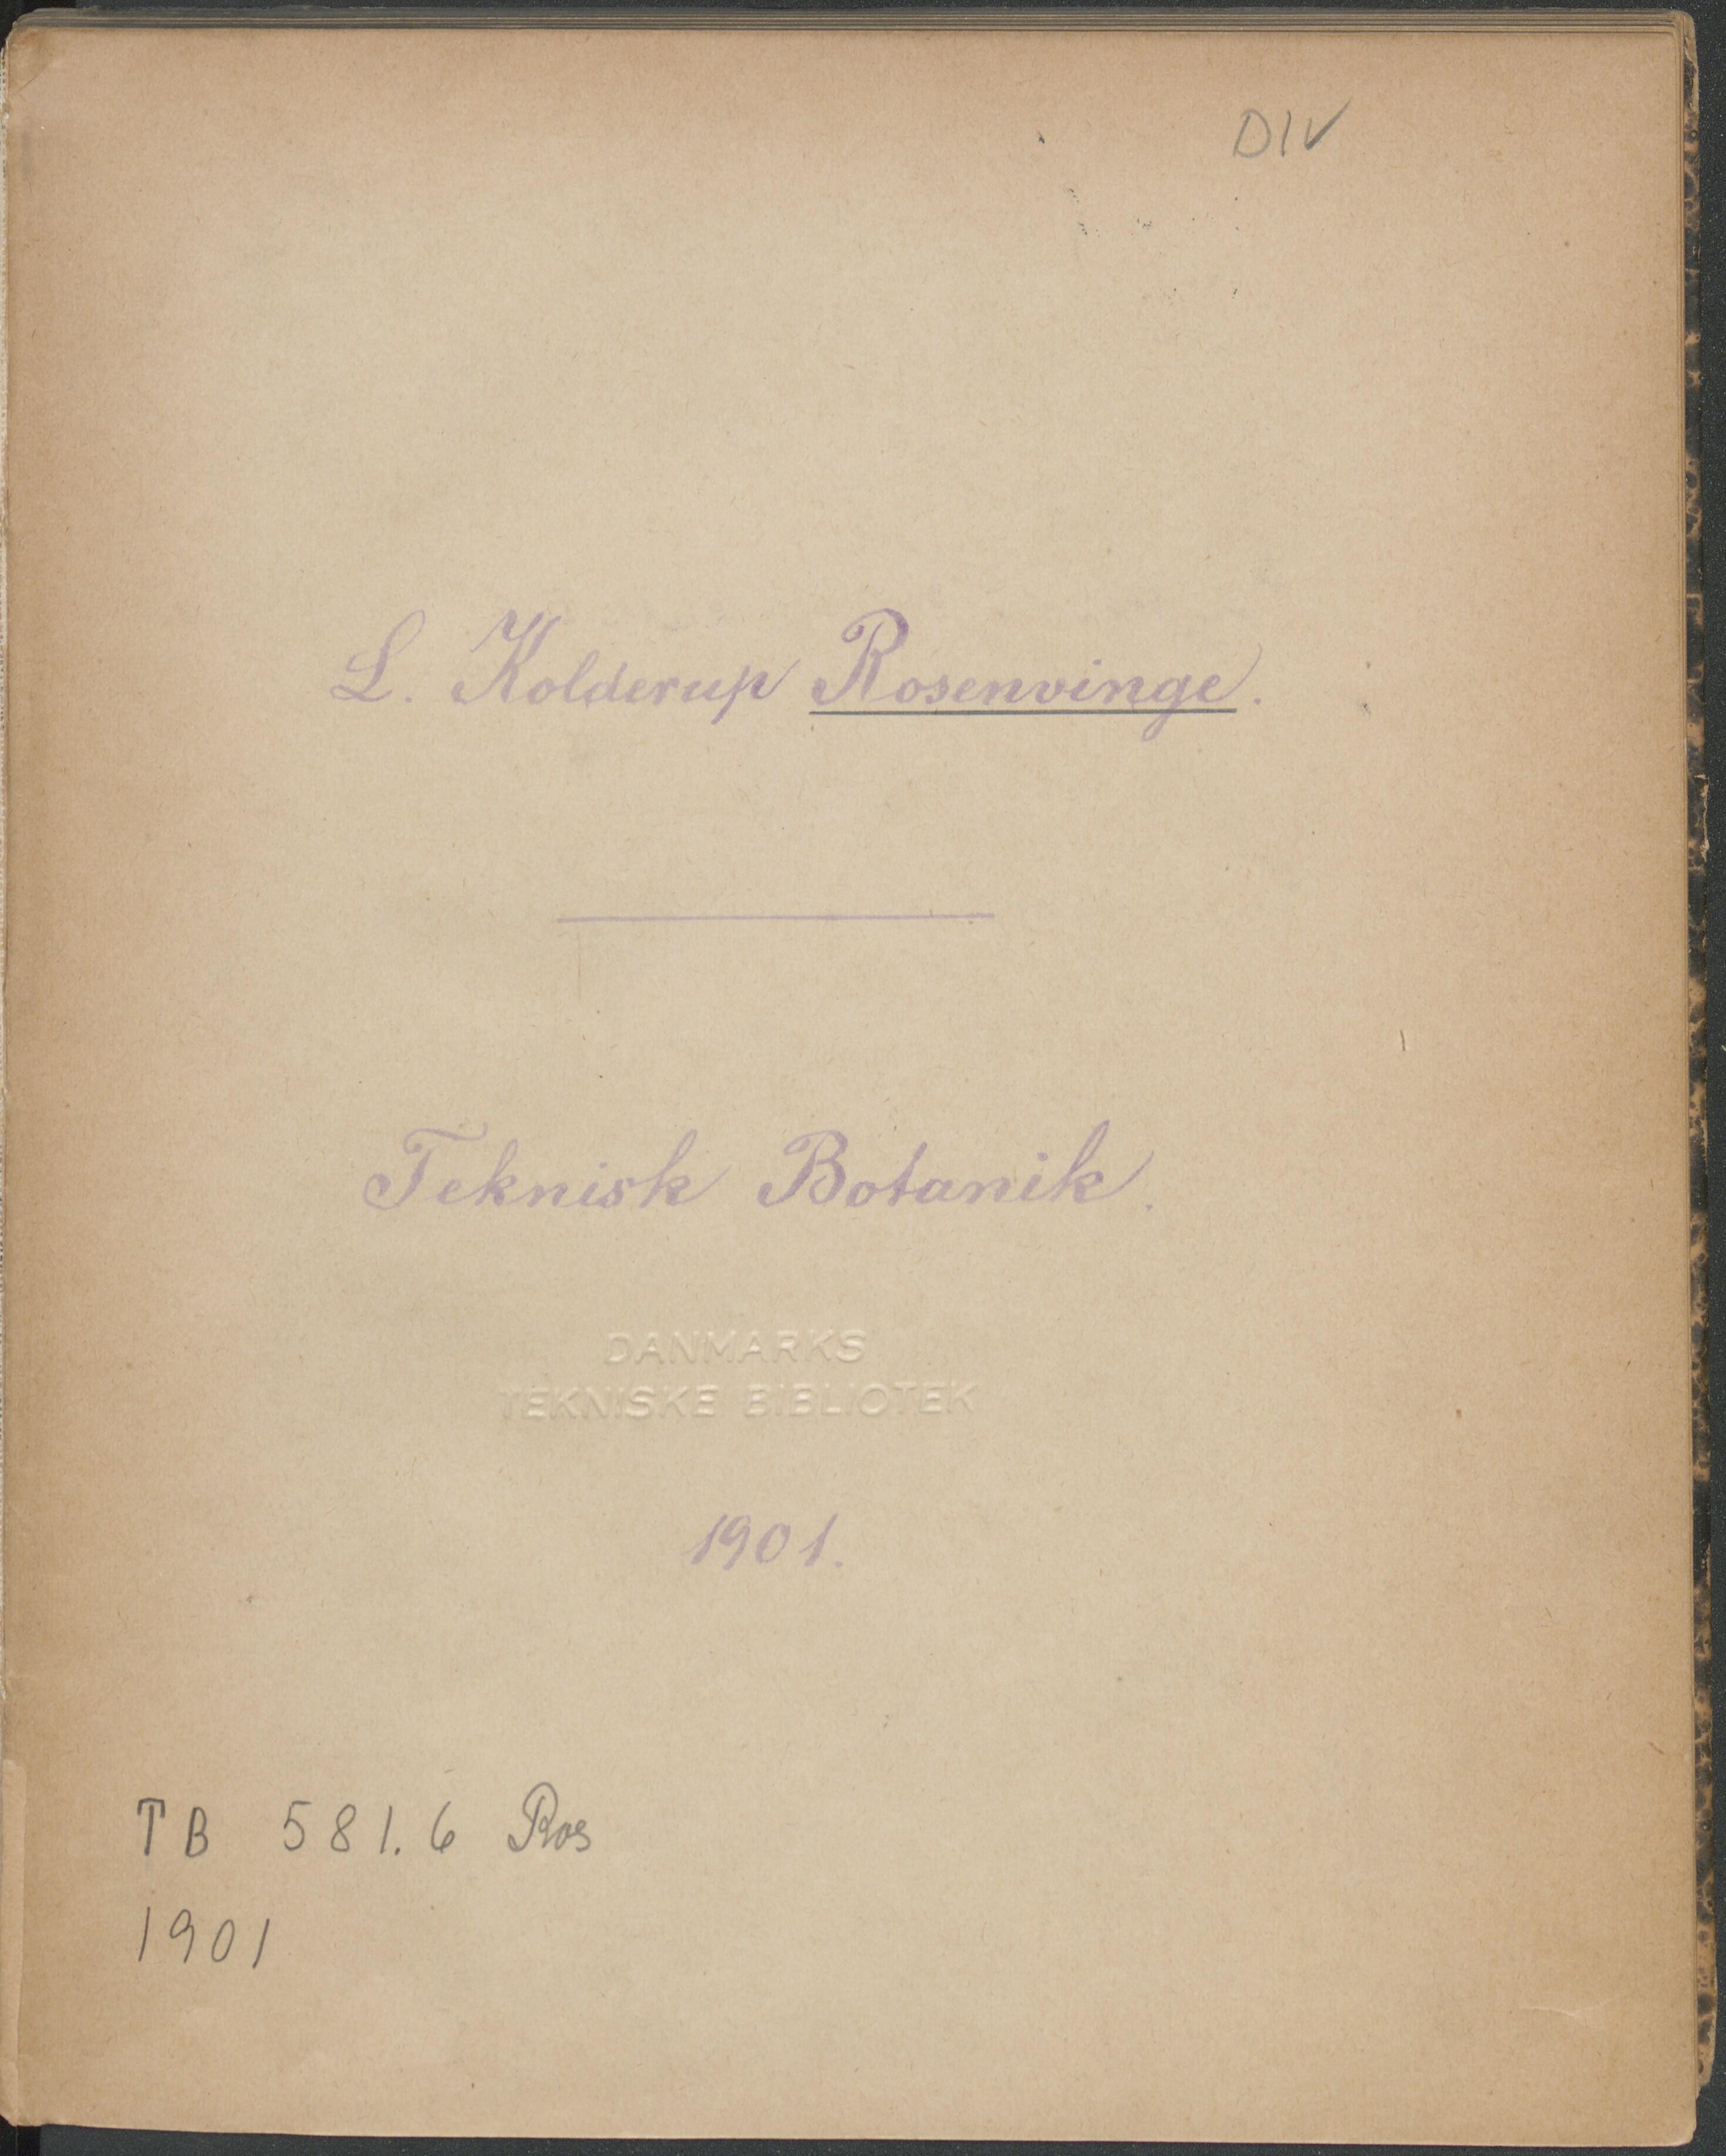 DIV
L. Kolderup Rosenvinge.
Teknisk Botanik.
DANMARKS
TEKNISKE BIBLIOTEK
1901.
TB 581.6 Ros
1901